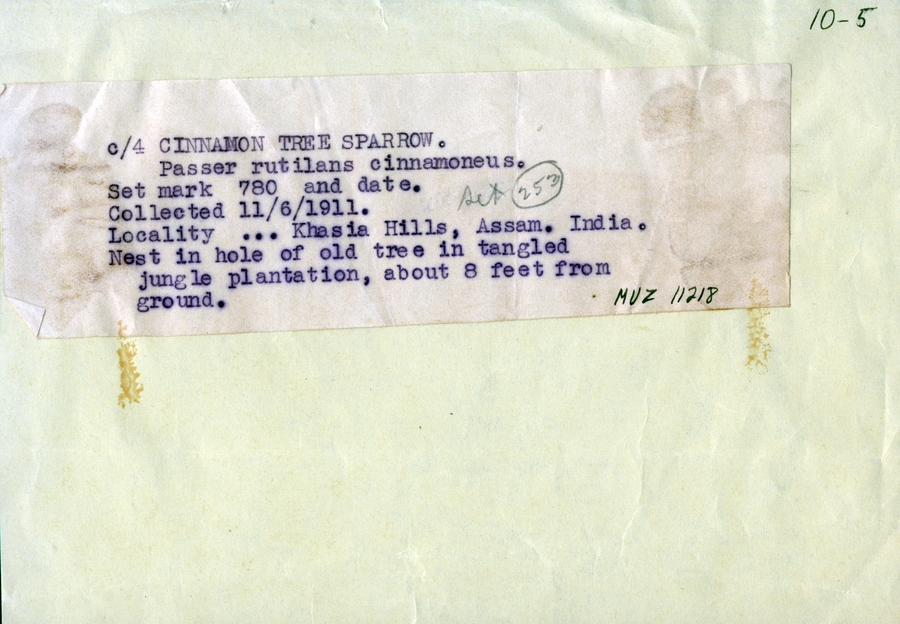 10-5
c/4 CINNAMON TREE SPARROW.
Passer rutilans cinnamoneus.
Set mark 780 and date.
set 253
Collected 11/6/1911.
Locality ... Khasia Hills, Assam. India.
Nest in hole of old tree in tangled
jungle plantation, about 8 feet from
ground.
MVZ 11218